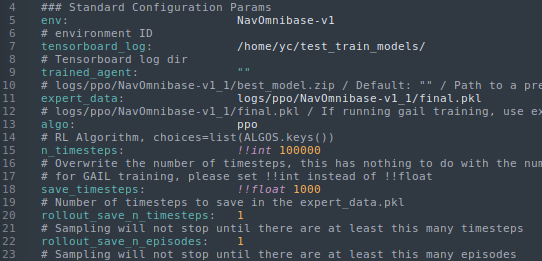 4 ### Standard Configuration Params
5 env: NavOmnibase-v1
6 # environment ID
7 tensorboard_log: /home/yc/test_train_models/
8 # Tensorboard log dir
9 trained_agent: ""
10 # logs/ppo/NavOmnibase-v1_1/best_model.zip / Default: "" / Path to a pre
11 expert_data: logs/ppo/NavOmnibase-v1_1/final.pkl
12 # logs/ppo/NavOmnibase-v1_1/final.pkl / If running gail training, use ex
13 algo: ppo
14 # RL Algorithm, choices=list(ALGOS.keys())
15 n_timesteps: !!int 100000
16 # Overwrite the number of timesteps, this has nothing to do with the num
17 # for GAIL training, please set !!int instead of !!float
18 save_timesteps: !!float 1000
19 # Number of timesteps to save in the expert_data.pkl
20 rollout_save_n_timesteps: 1
21 # Sampling will not stop until there are at least this many timesteps
22 rollout_save_n_episodes: 1
23 # Sampling will not stop until there are at least this many episodes